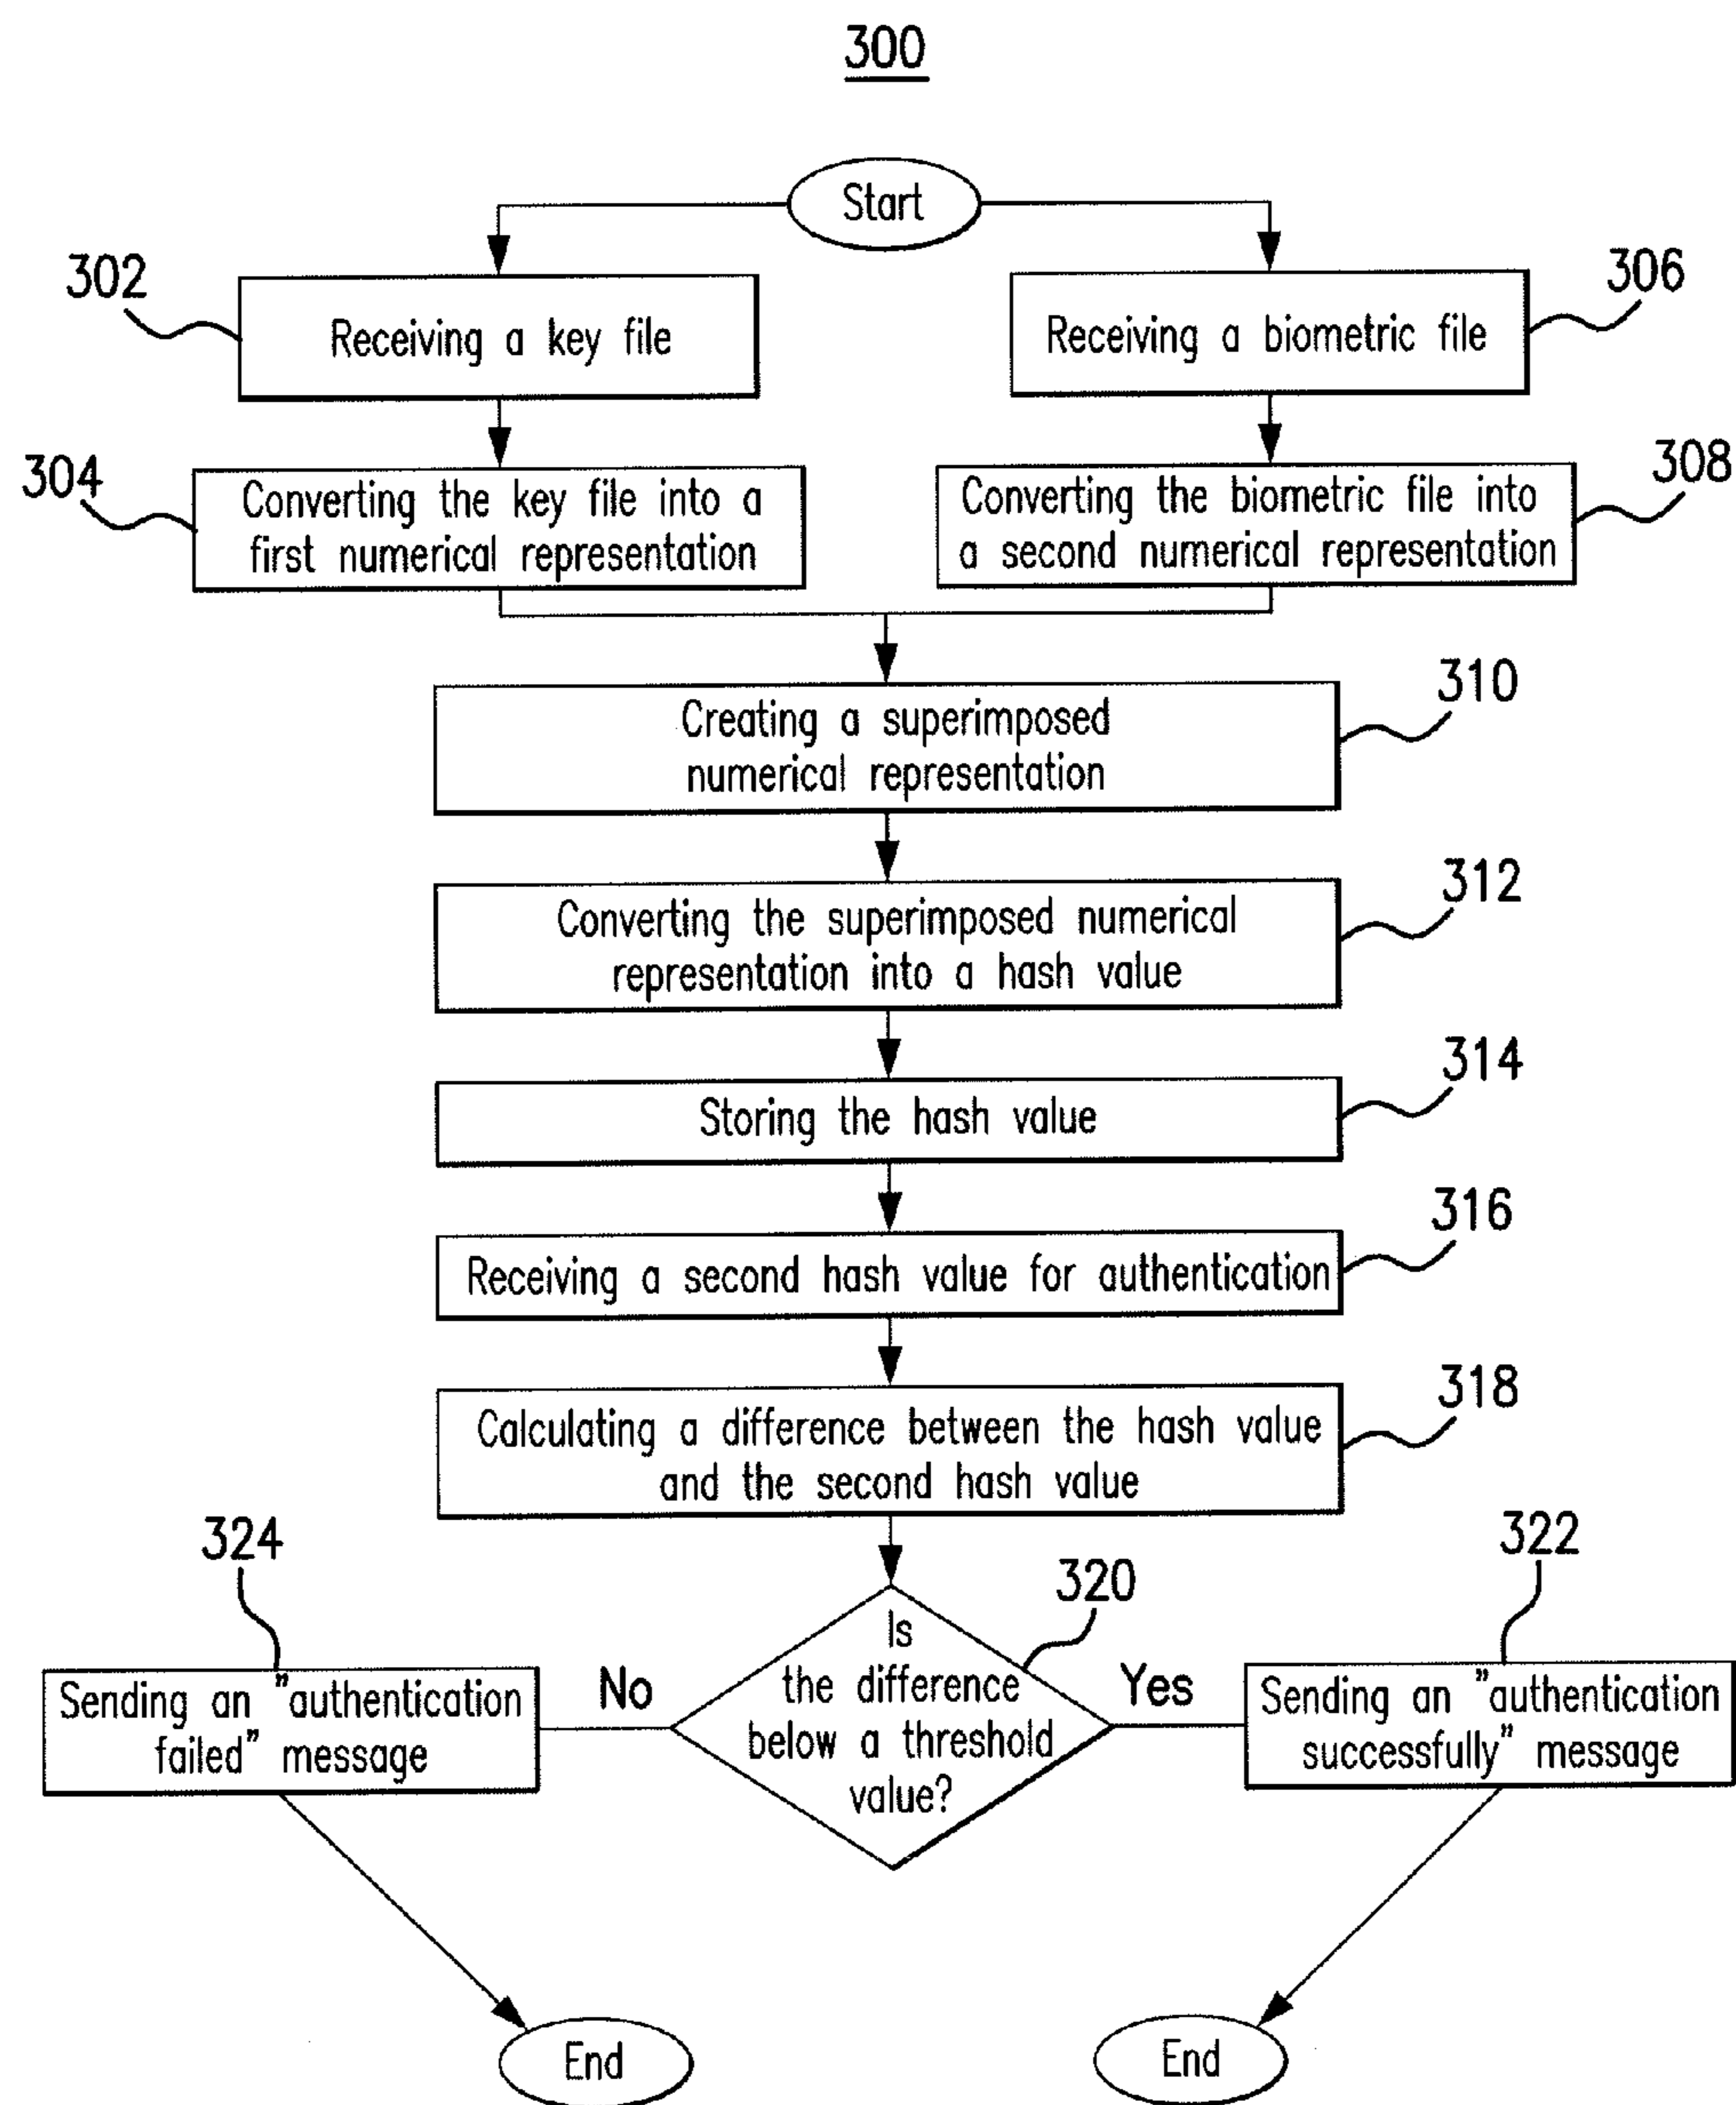 300
Start
302
Receiving a key file
306
Receiving a biometric file
304
Converting the key file into a
first numerical representation
308
Converting the biometric file into
a second numerical representation
310
Creating a superimposed
numerical representation
312
Converting the superimposed numerical
representation into a hash value
314
Storing the hash value
316
Receiving a second hash value for authentication
318
Calculating a difference between the hash value
and the second hash value
324
Sending an "authentication
failed" message
No
320
Is
the difference
below a threshold
value?
Yes
322
Sending an "authentication
successfully" message
End
End